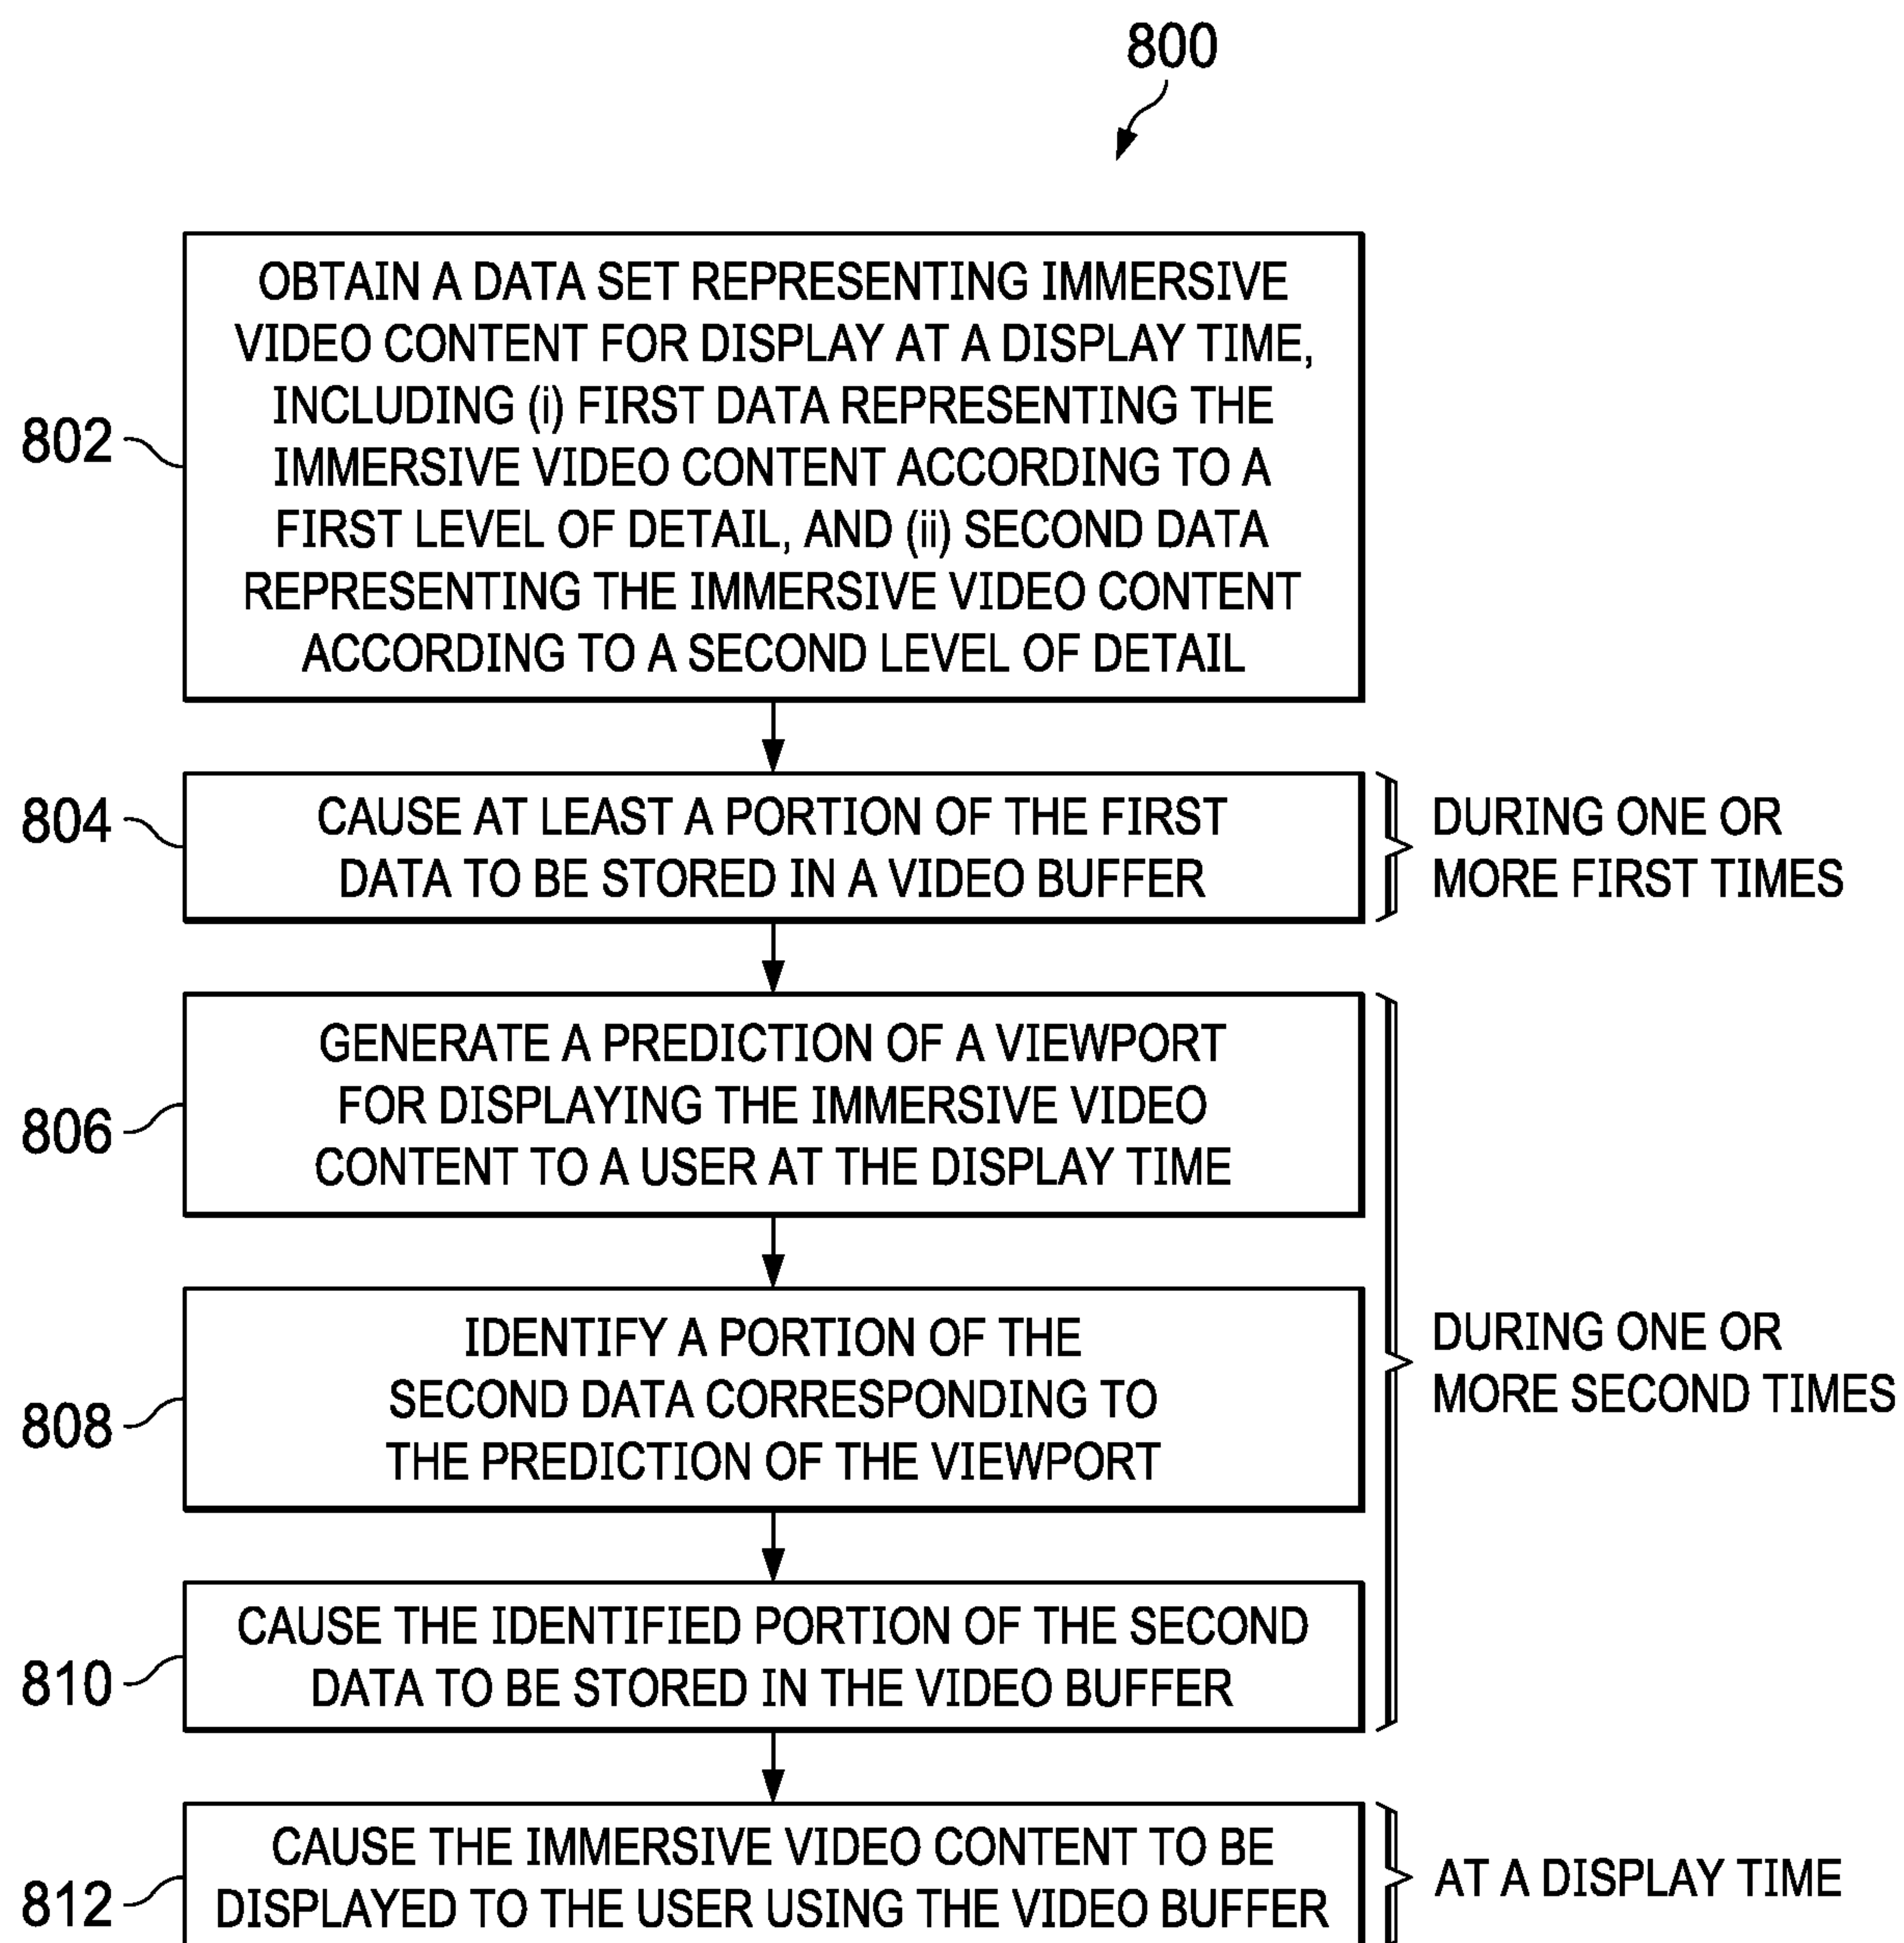 800
802
OBTAIN A DATA SET REPRESENTING IMMERSIVE
VIDEO CONTENT FOR DISPLAY AT A DISPLAY TIME,
INCLUDING (i) FIRST DATA REPRESENTING THE
IMMERSIVE VIDEO CONTENT ACCORDING TO A
FIRST LEVEL OF DETAIL, AND (ii) SECOND DATA
REPRESENTING THE IMMERSIVE VIDEO CONTENT
ACCORDING TO A SECOND LEVEL OF DETAIL
804
CAUSE AT LEAST A PORTION OF THE FIRST
DATA TO BE STORED IN A VIDEO BUFFER
DURING ONE OR
MORE FIRST TIMES
806
GENERATE A PREDICTION OF A VIEWPORT
FOR DISPLAYING THE IMMERSIVE VIDEO
CONTENT TO A USER AT THE DISPLAY TIME
808
IDENTIFY A PORTION OF THE
SECOND DATA CORRESPONDING TO
THE PREDICTION OF THE VIEWPORT
DURING ONE OR
MORE SECOND TIMES
810
CAUSE THE IDENTIFIED PORTION OF THE SECOND
DATA TO BE STORED IN THE VIDEO BUFFER
812
CAUSE THE IMMERSIVE VIDEO CONTENT TO BE
DISPLAYED TO THE USER USING THE VIDEO BUFFER
AT A DISPLAY TIME